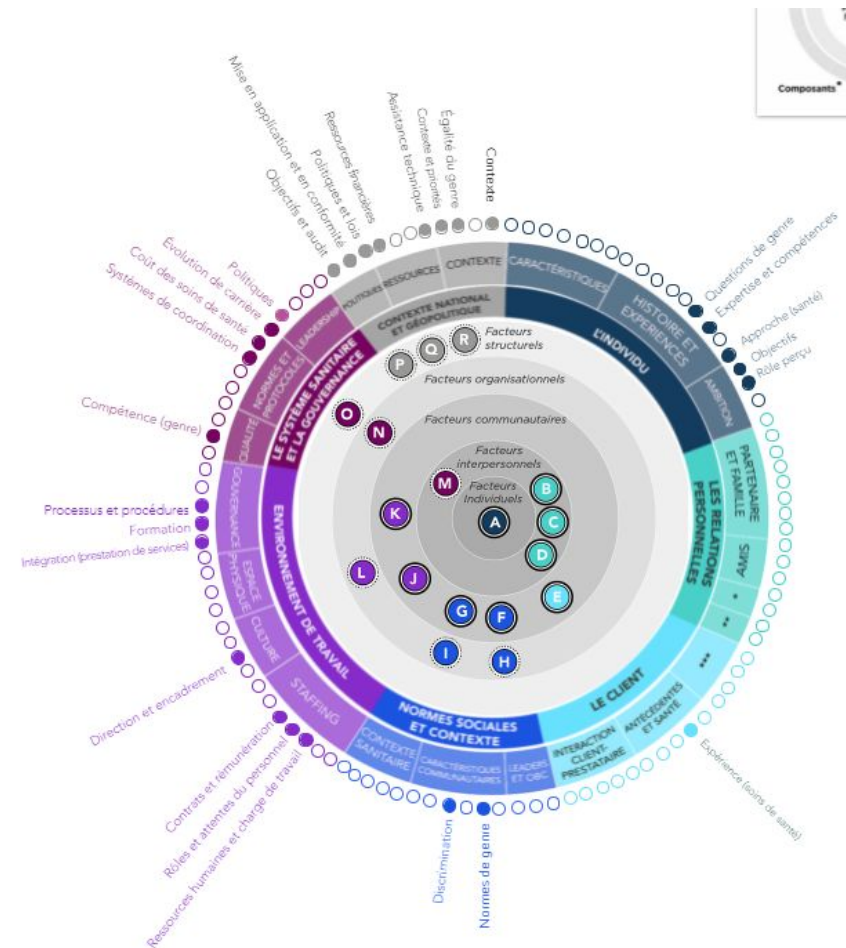 Composants*
Mise en application et en conformité
Objectifs et audit
Politiques et lois
Ressources financières
Assistance technique
Contexte et priorités
Égalité du genre
Contexte
Questions de genre
Expertise et compétences
Approche (santé)
Objectifs
Rôle perçu
Politiques
Évolution de carrière
Coût des soins de santé
Systèmes de coordination
Compétence (genre)
Processus et procédures
Formation
Intégration (prestation de services)
Direction et encadrement
Contrats et rémunération
Rôles et attentes du personnel
Ressources humaines et charge de travail
Discrimination
Normes de genre
Expérience (soins de santé)
POLITIQUES
RESSOURCES
CONTEXTE
CARACTÉRISTIQUES
HISTOIRE ET
EXPÉRIENCES
AMBITION
PARTENAIRE
ET FAMILLE
AMIS
*
**
***
ANTÉCÉDENTES
ET SANTÉ
INTERACTION
CLIENT-
PRESTATAIRE
LEADERS
ET OBC
CARACTÉRISTIQUES
COMMUNAUTAIRES
CONTEXTE
SANITAIRE
STAFFING
CULTURE
ESPACE
PHYSIQUE
GOUVERNANCE
QUALITÉ
NORMES ET
PROTOCOLES
LEADERSHIP
CONTEXTE NATIONAL
ET GÉOPOLITIQUE
L'INDIVIDU
LES RELATIONS
PERSONNELLES
LE CLIENT
NORMES SOCIALES
ET CONTEXTE
ENVIRONNEMENT DE TRAVAIL
LE SYSTÈME SANITAIRE
ET LA GOUVERNANCE
Facteurs
structurels
Facteurs organisationnels
Facteurs communautaires
Facteurs
interpersonnels
Facteurs
Individuels
R
Q
P
O
N
M
B
K
A
C
D
L
J
E
G
F
I
H